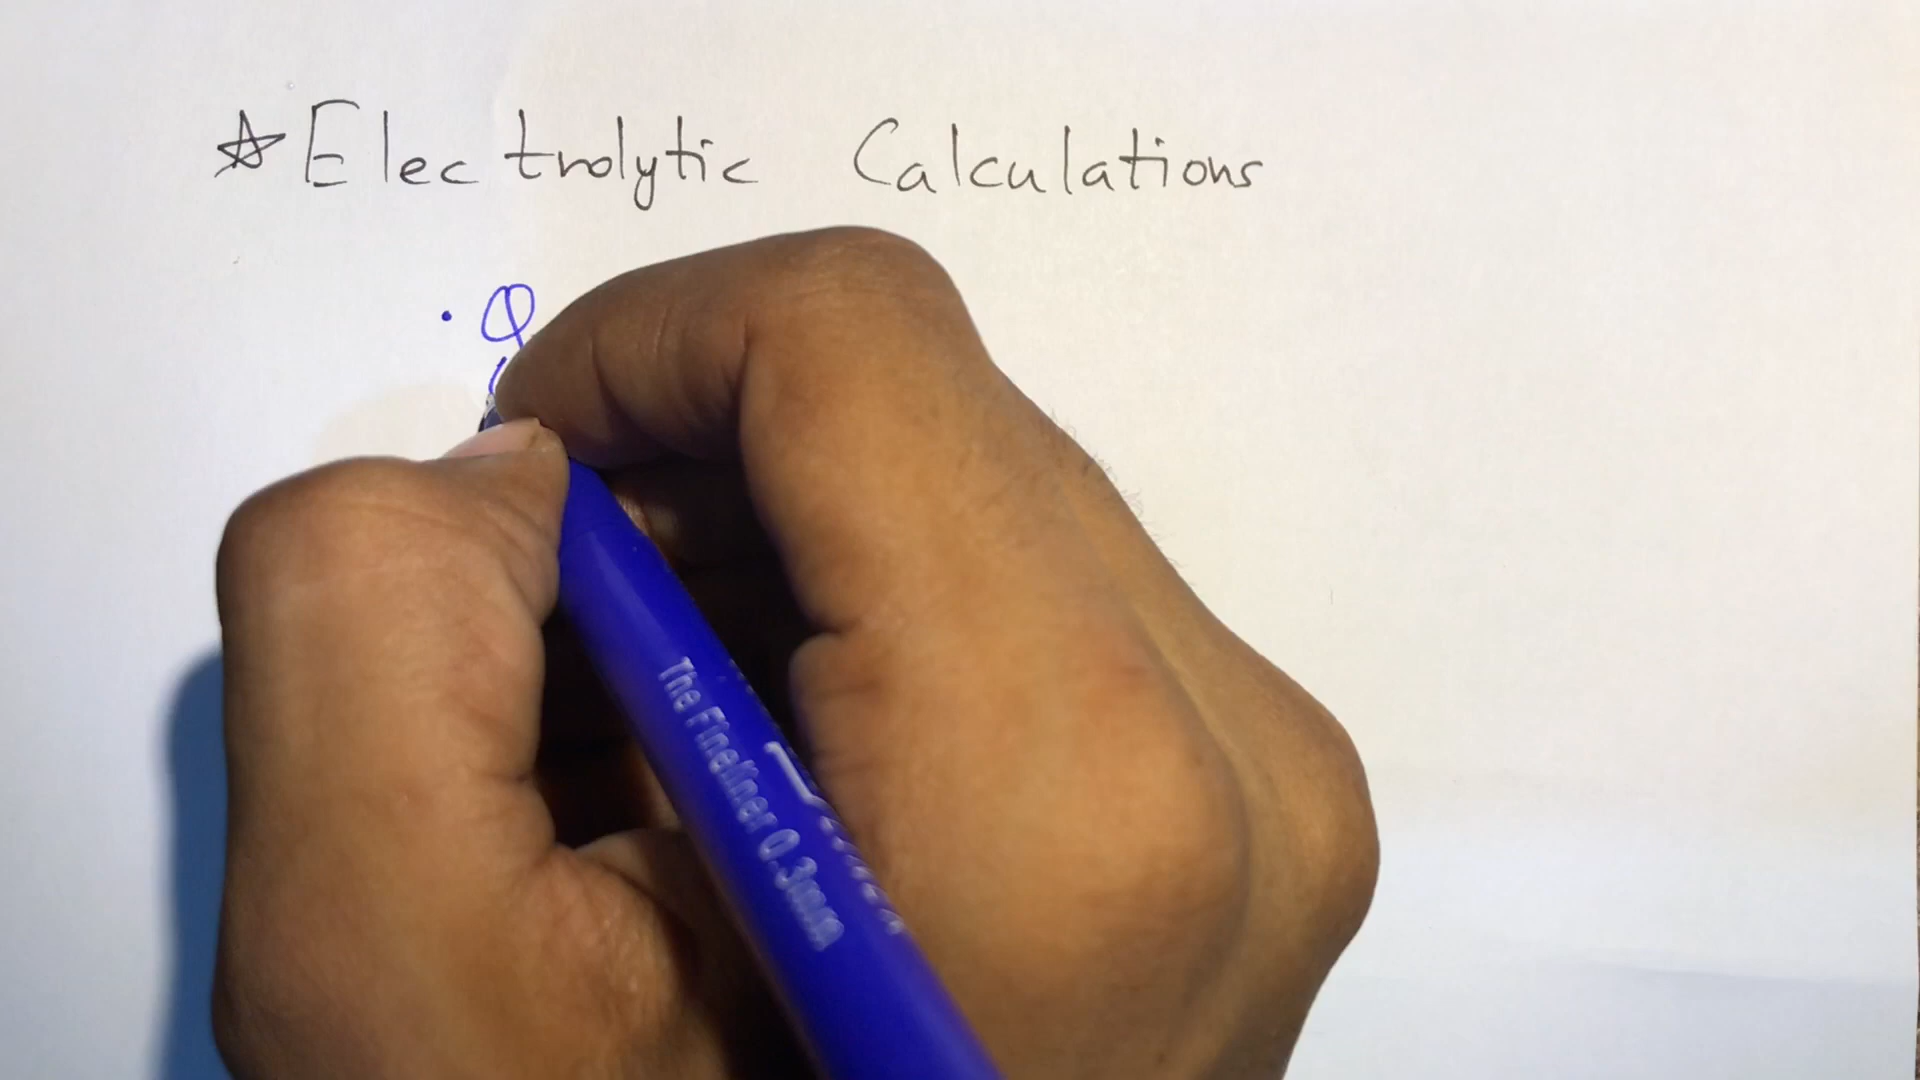 ☆ Electrolytic Calculations
· Q
(
The Fineliner 0.3mm